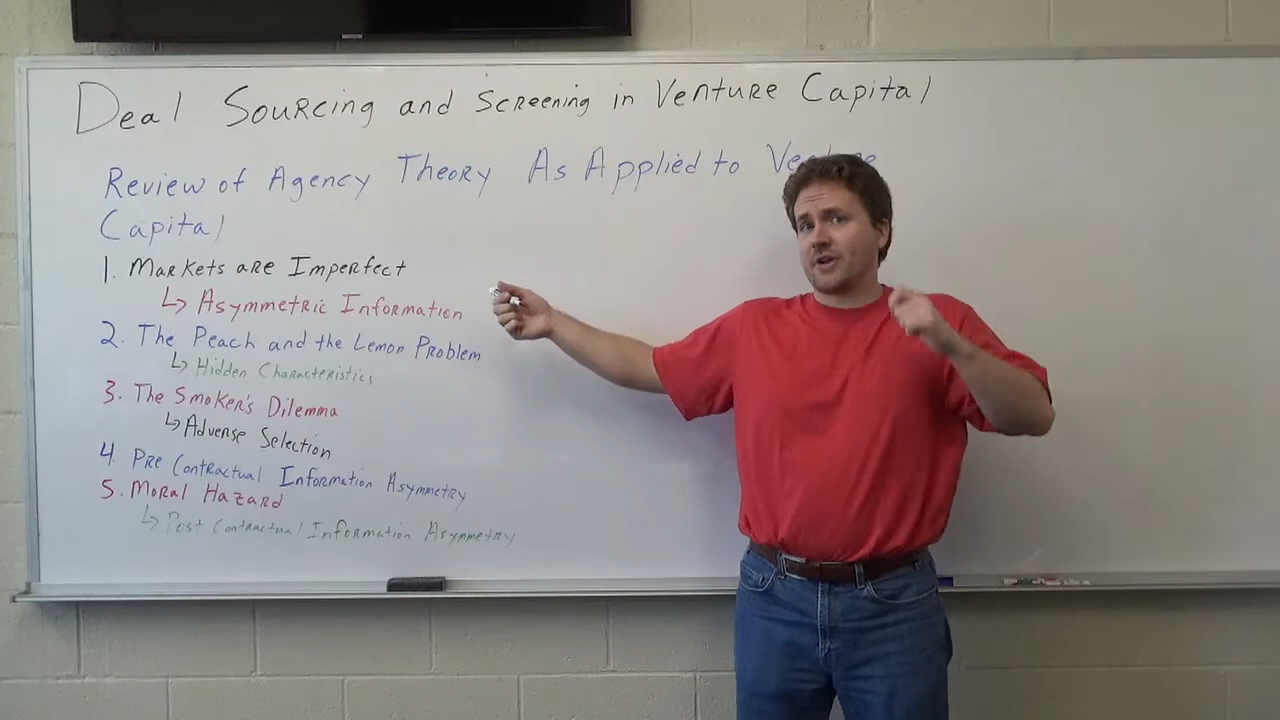 Deal Sourcing and Screening in Venture Capital
Review of Agency Theory As Applied to Venture
Capital
1. Markets are Imperfect
↳ Asymmetric Information
2. The Peach and the Lemon Problem
↳ Hidden Characteristics
3. The Smoker's Dilemma
↳ Adverse Selection
4 Pre Contractual Information Asymmetry
5. Moral Hazard
↳ Post Contractual Information Asymmetry